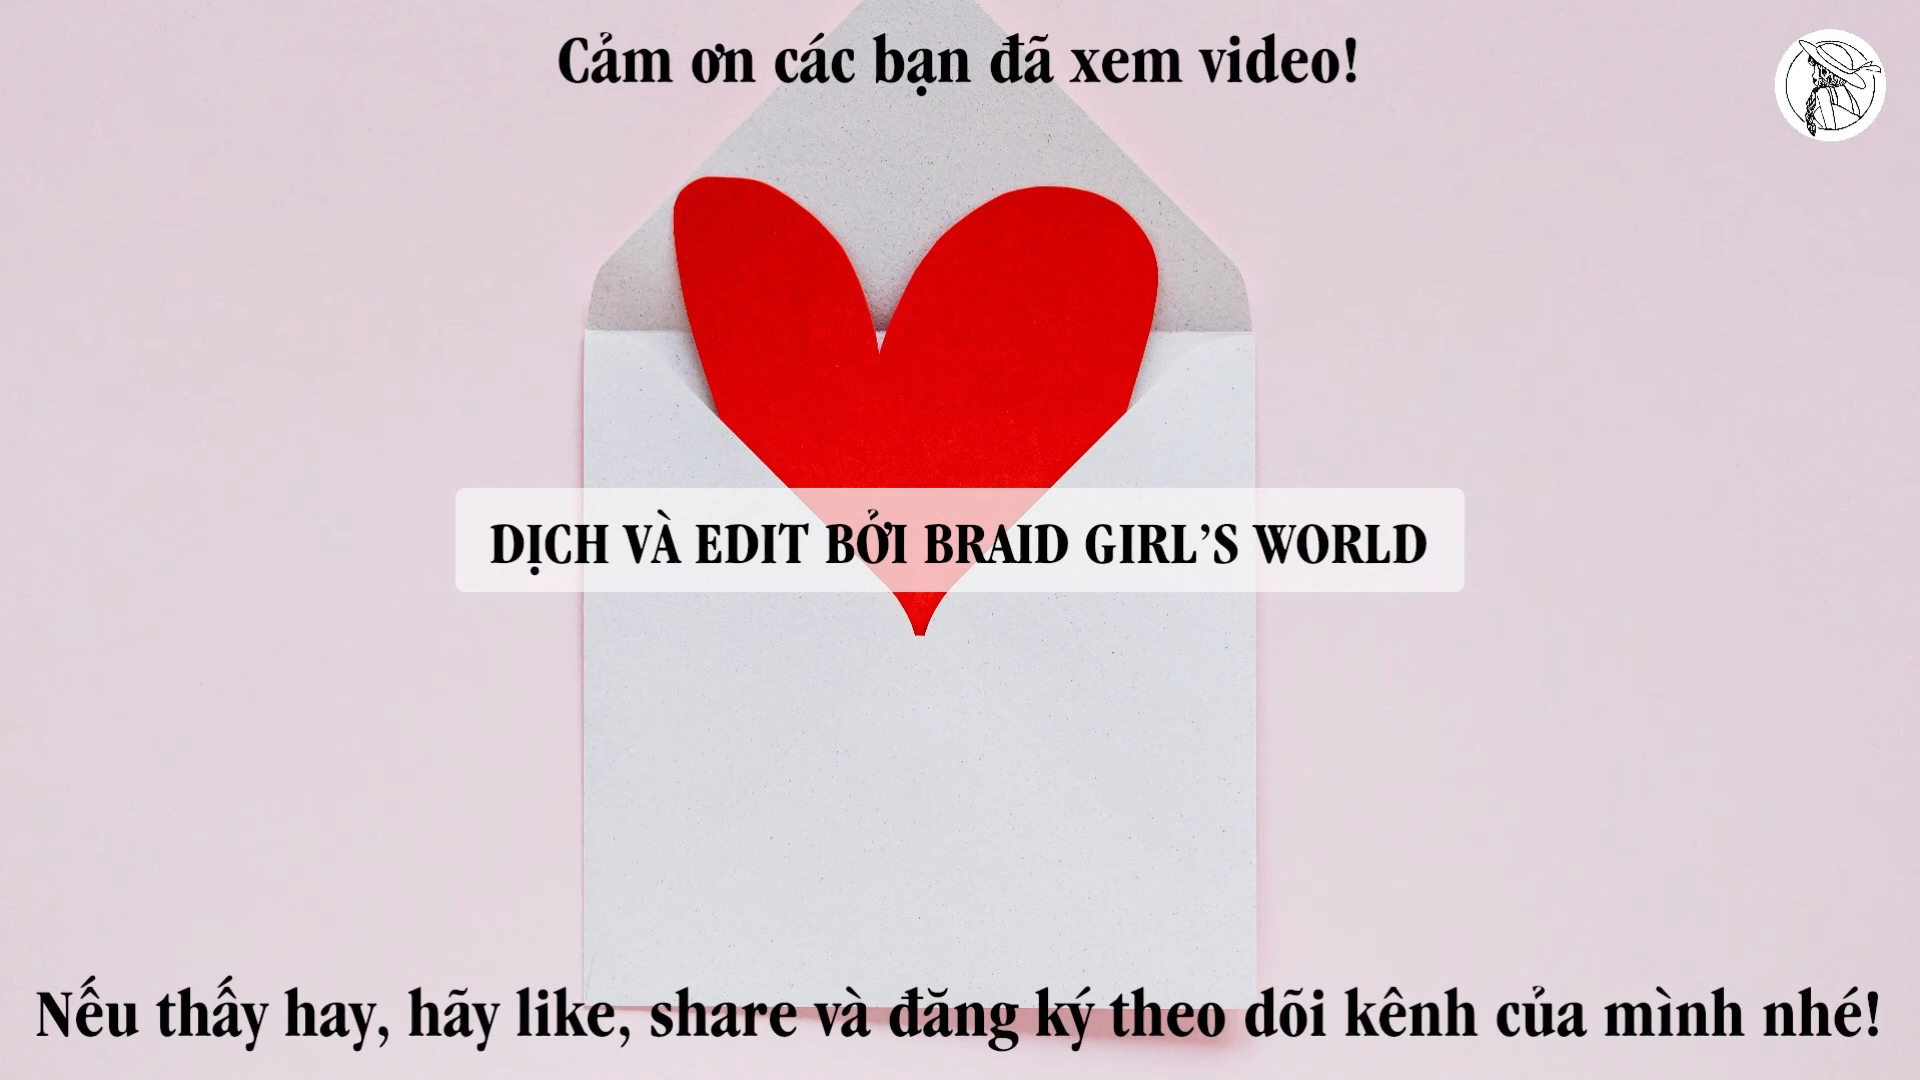 Cảm ơn các bạn đã xem video!
DỊCH VÀ EDIT BỞI BRAID GIRL’S WORLD
Nếu thấy hay, hãy like, share và đăng ký theo dõi kênh của mình nhé!